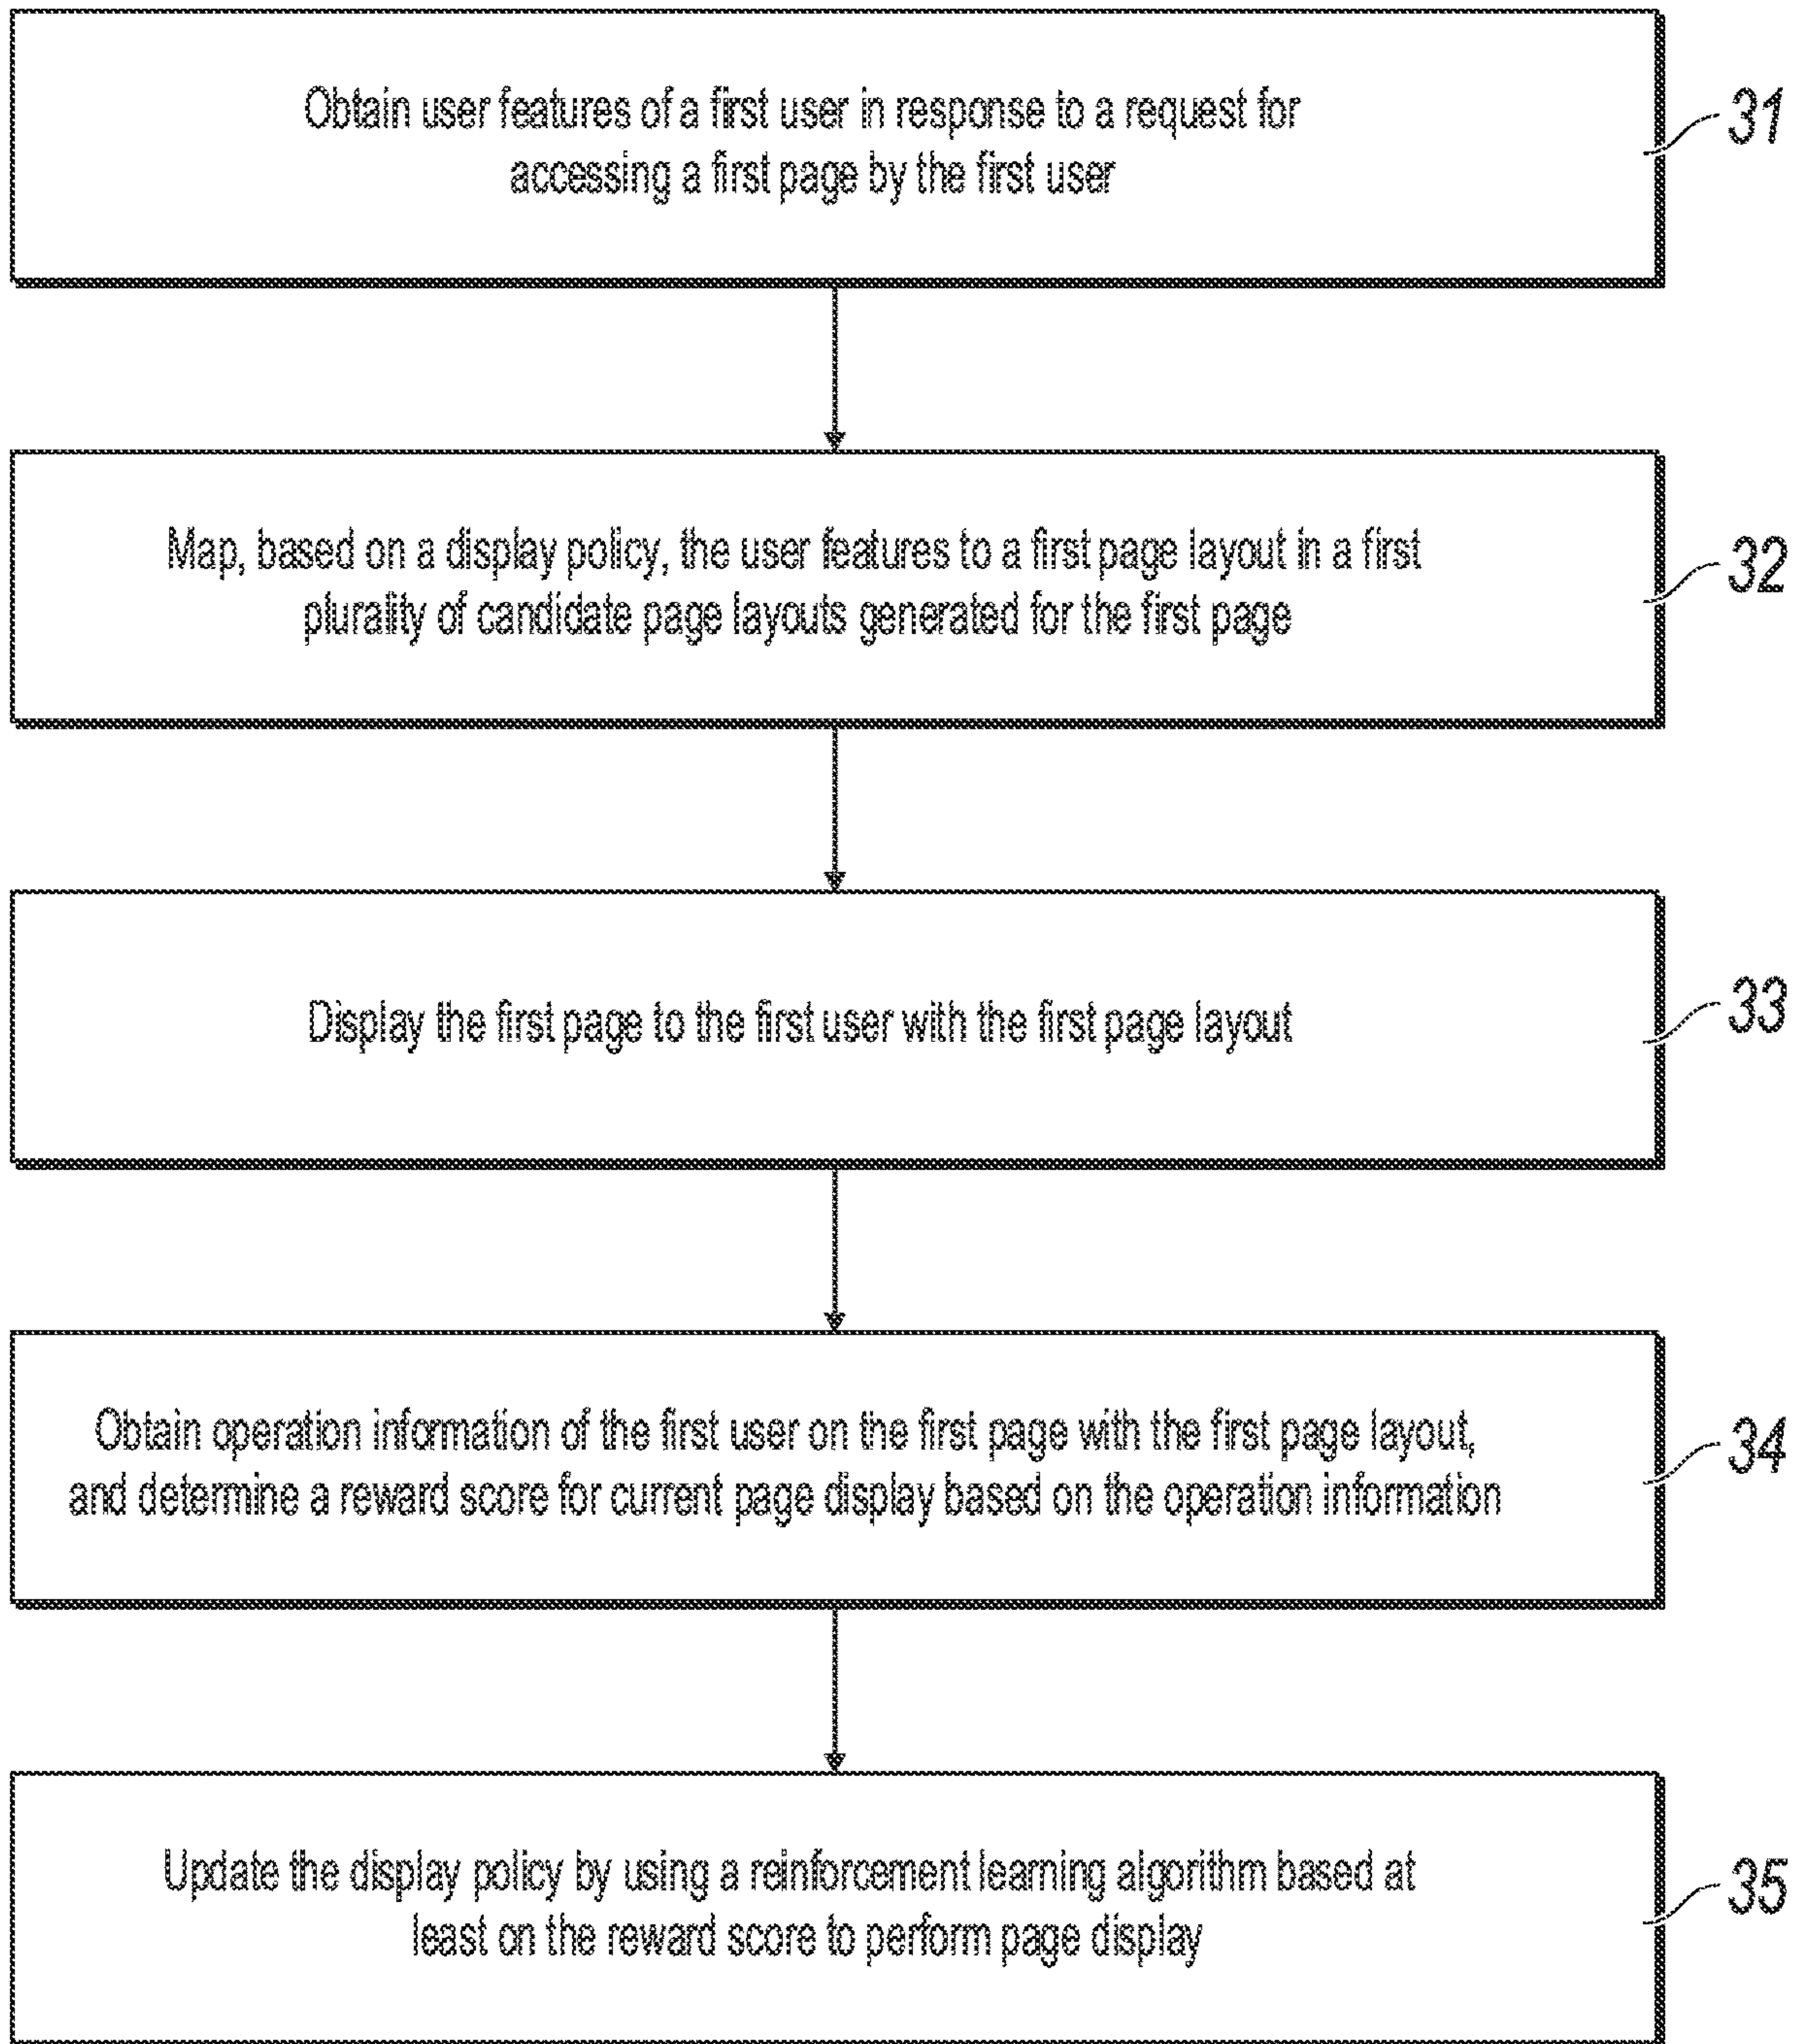 Obtain user features of a first user in response to a request for
accessing a first page by the first user
31
Map, based on a display policy, the user features to a first page layout in a first
plurality of candidate page layouts generated for the first page
32
Display the first page to the first user with the first page layout
33
Obtain operation information of the first user on the first page with the first page layout,
and determine a reward score for current page display based on the operation information
34
Update the display policy by using a reinforcement learning algorithm based at
least on the reward score to perform page display
35